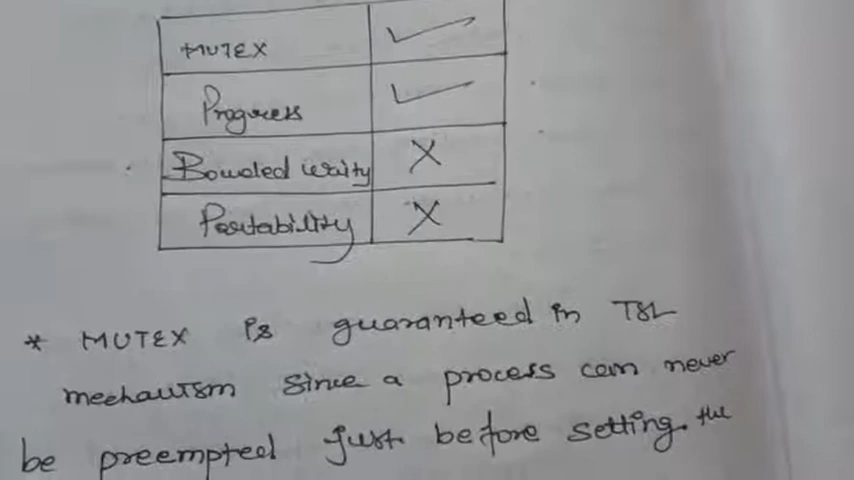 MUTEX ✓
Progress ✓
Bounded waity X
Portability X
* MUTEX is guaranteed in TSL
mechanism since a process can never
be preempted just before setting the